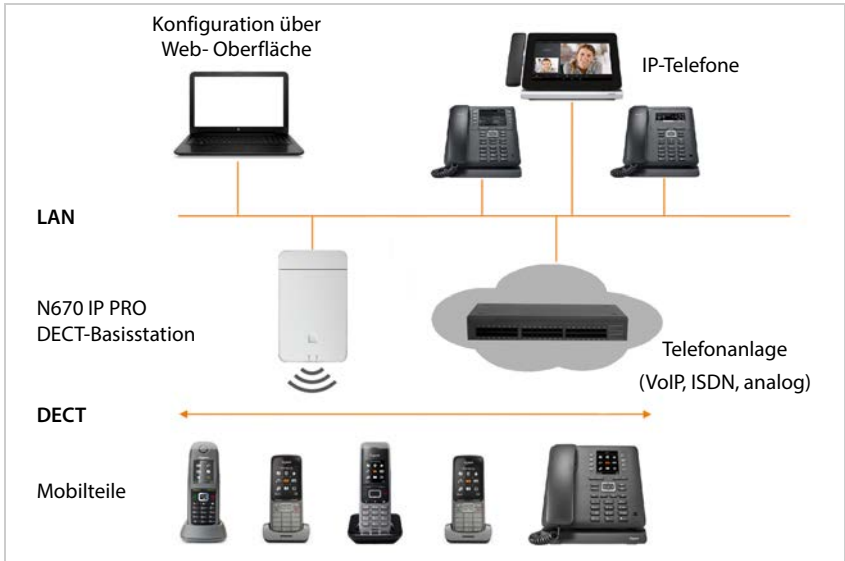 Konfiguration über
Web- Oberfläche
IP-Telefone
LAN
N670 IP PRO
DECT-Basisstation
Telefonanlage
(VoIP, ISDN, analog)
DECT
Mobilteile